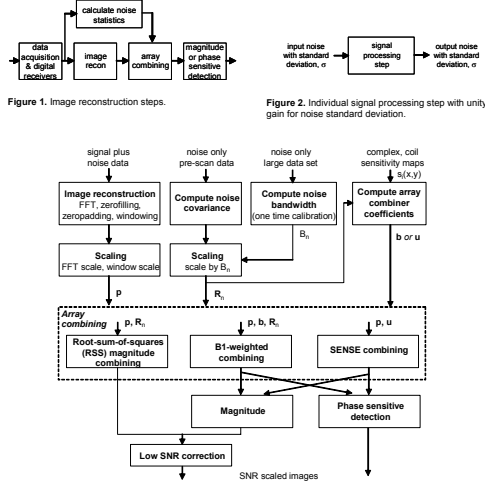 calculate noise
statistics
data
acquisition
& digital
receivers
image
recon
array
combining
magnitude
or phase
sensitive
detection
Figure 1. Image reconstruction steps.
input noise
with standard
deviation, σ
signal
processing
step
output noise
with standard
deviation, σ
Figure 2. Individual signal processing step with unity
gain for noise standard deviation.
signal plus
noise data
noise only
pre-scan data
noise only
large data set
complex, coil
sensitivity maps
sᵢ(x,y)
Image reconstruction
FFT, zerofilling,
zeropadding, windowing
Compute noise
covariance
Compute noise
bandwidth
(one time calibration)
Compute array
combiner
coefficients
Bₙ
b or u
Scaling
FFT scale, window scale
Scaling
scale by Bₙ
p
Rₙ
Array
combining
p, Rₙ
p, b, Rₙ
p, u
Root-sum-of-squares
(RSS) magnitude
combining
B1-weighted
combining
SENSE combining
Magnitude
Phase sensitive
detection
Low SNR correction
SNR scaled images